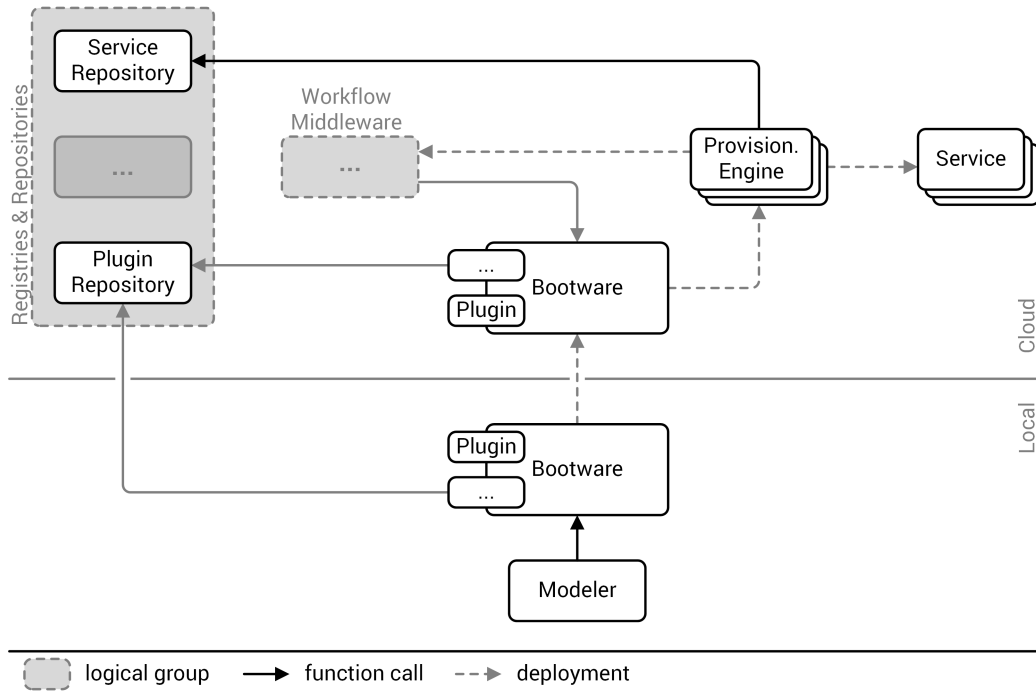 Service
Repository
Registries & Repositories
...
Plugin
Repository
Workflow
Middleware
...
Provision.
Engine
Service
...
Bootware
Plugin
Cloud
Local
Plugin
Bootware
...
Modeler
logical group
function call
deployment